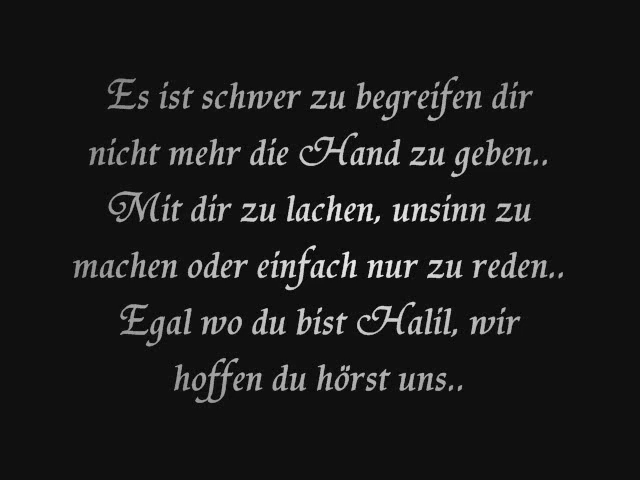 Es ist schwer zu begreifen dir
nicht mehr die Hand zu geben..
Mit dir zu lachen, unsinn zu
machen oder einfach nur zu reden..
Egal wo du bist Halil, wir
hoffen du hörst uns..